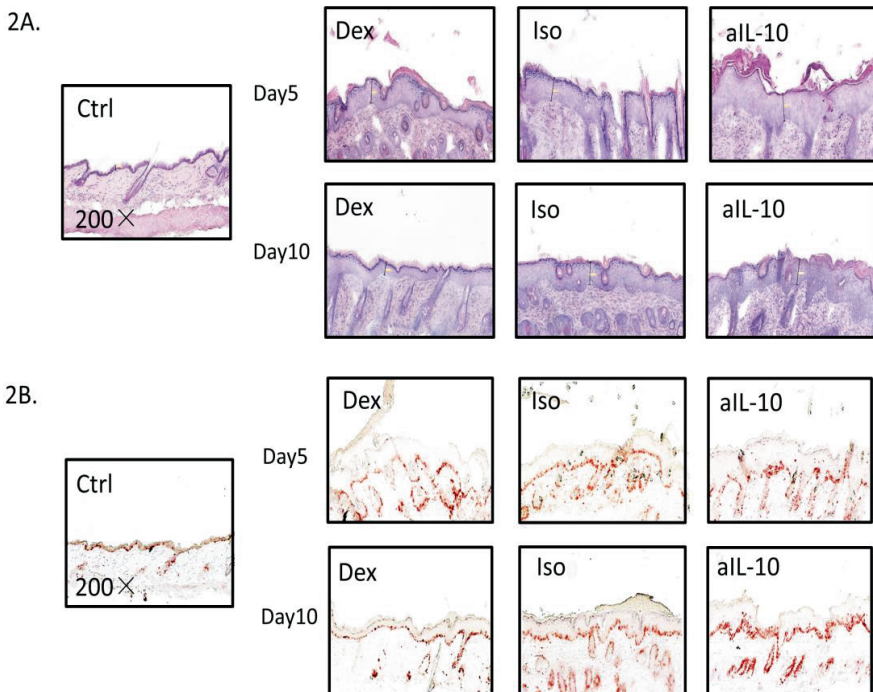 2A.
Dex
Iso
aIL-10
Day5
Ctrl
200×
Dex
Iso
aIL-10
Day10
2B.
Dex
Iso
aIL-10
Day5
Ctrl
200×
Dex
Iso
aIL-10
Day10